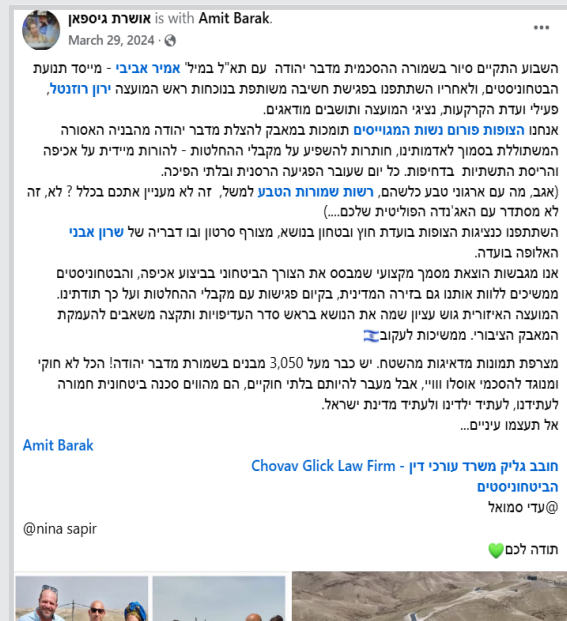 אושרת גיספאן is with Amit Barak.
March 29, 2024 ·
השבוע התקיים סיור בשמורה ההסכמית מדבר יהודה עם תא"ל במיל' אמיר אביבי - מייסד תנועת
הבטחוניסטים, ולאחריו השתתפנו בפגישת חשיבה משותפת בנוכחות ראש המועצה ירון רוזנטל,
פעילי ועדת הקרקעות, נציגי המועצה ותושבים מודאגים.
אנחנו הצופות פורום נשות המגוייסים תומכות במאבק להצלת מדבר יהודה מהבניה האסורה
המשתוללת בסמוך לאדמותינו, חותרות להשפיע על מקבלי ההחלטות - להורות מיידית על אכיפה
והריסת התשתיות בדחיפות. כל יום שעובר הפגיעה הרסנית ובלתי הפיכה.
(אגב, מה עם ארגוני טבע כלשהם, רשות שמורות הטבע למשל, זה לא מעניין אתכם בכלל ? לא, זה
לא מסתדר עם האג'נדה הפוליטית שלכם....)
השתתפנו כנציגות הצופות בועדת חוץ ובטחון בנושא, מצורף סרטון ובו דבריה של שרון אבני
האלופה בועדה.
אנו מגבשות הוצאת מסמך מקצועי שמבסס את הצורך הביטחוני בביצוע אכיפה, והבטחוניסטים
ממשיכים ללוות אותנו גם בזירה המדינית, בקיום פגישות עם מקבלי ההחלטות ועל כך תודתינו.
המועצה האיזורית גוש עציון שמה את הנושא בראש סדר העדיפויות ותקצה משאבים להעמקת
המאבק הציבורי. ממשיכות לעקוב🇮🇱
מצרפת תמונות מדאיגות מהשטח. יש כבר מעל 3,050 מבנים בשמורת מדבר יהודה! הכל לא חוקי
ומנוגד להסכמי אוסלו וווי, אבל מעבר להיותם בלתי חוקיים, הם מהווים סכנה ביטחונית חמורה
לעתידנו, לעתיד ילדינו ולעתיד מדינת ישראל.
אל תעצמו עיניים...
Amit Barak
חובב גליק משרד עורכי דין - Chovav Glick Law Firm
הביטחוניסטים
@עדי סמואל
@nina sapir
תודה לכם💚